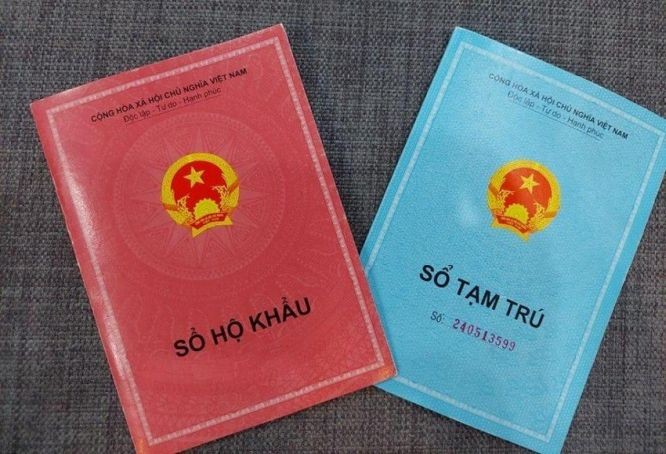 CỘNG HÒA XÃ HỘI CHỦ NGHĨA VIỆT NAM
Độc lập - Tự do - Hạnh phúc
SỔ HỘ KHẨU
CỘNG HÒA XÃ HỘI CHỦ NGHĨA VIỆT NAM
Độc lập - Tự do - Hạnh phúc
SỔ TẠM TRÚ
Số: 240513599